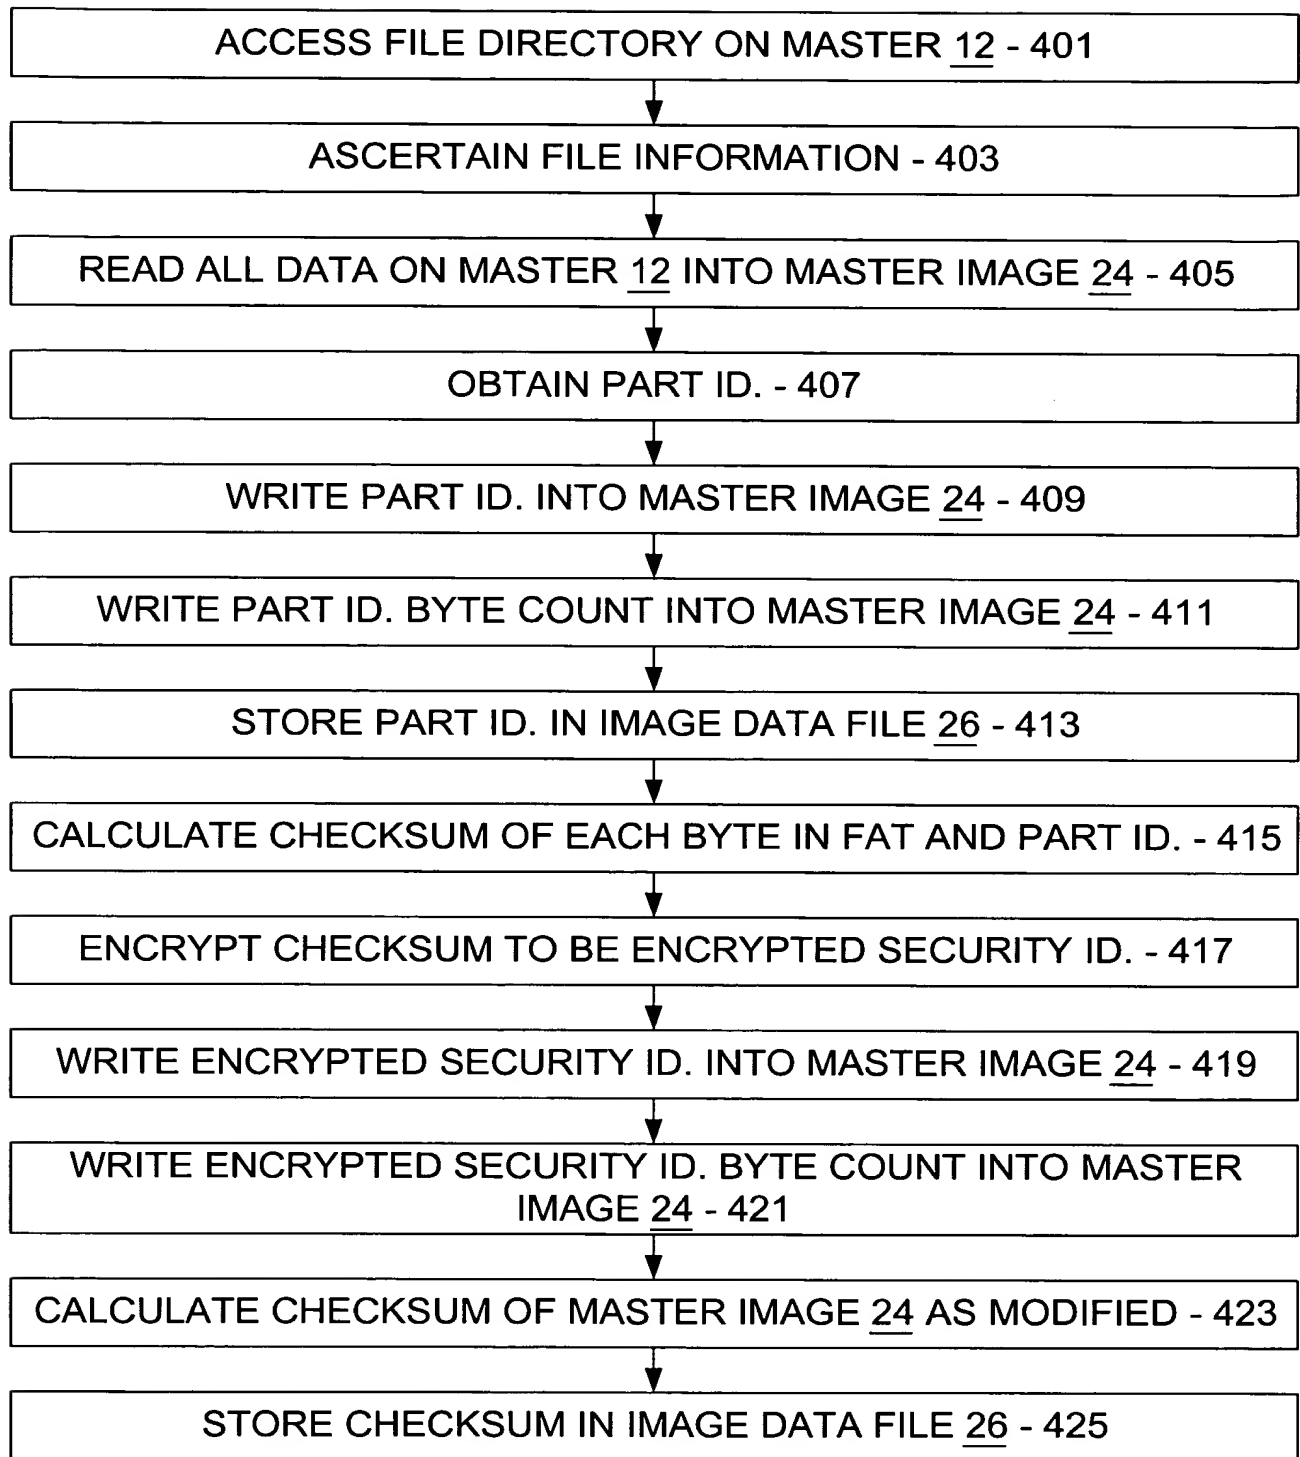 ACCESS FILE DIRECTORY ON MASTER 12 - 401
ASCERTAIN FILE INFORMATION - 403
READ ALL DATA ON MASTER 12 INTO MASTER IMAGE 24 - 405
OBTAIN PART ID. - 407
WRITE PART ID. INTO MASTER IMAGE 24 - 409
WRITE PART ID. BYTE COUNT INTO MASTER IMAGE 24 - 411
STORE PART ID. IN IMAGE DATA FILE 26 - 413
CALCULATE CHECKSUM OF EACH BYTE IN FAT AND PART ID. - 415
ENCRYPT CHECKSUM TO BE ENCRYPTED SECURITY ID. - 417
WRITE ENCRYPTED SECURITY ID. INTO MASTER IMAGE 24 - 419
WRITE ENCRYPTED SECURITY ID. BYTE COUNT INTO MASTER
IMAGE 24 - 421
CALCULATE CHECKSUM OF MASTER IMAGE 24 AS MODIFIED - 423
STORE CHECKSUM IN IMAGE DATA FILE 26 - 425